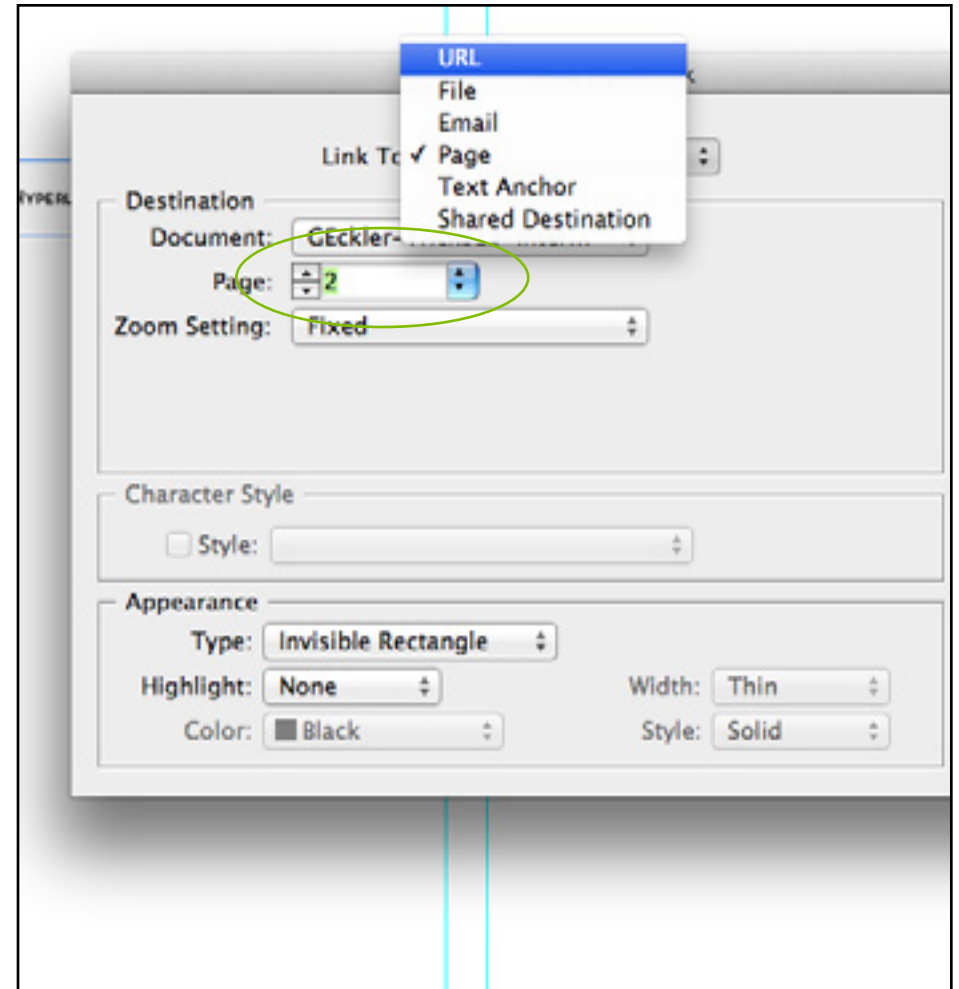 URL
File
Email
Link To ✓ Page
Text Anchor
Shared Destination
Destination
Document: GEckler-
Page: 2
Zoom Setting: Fixed
Character Style
Style:
Appearance
Type: Invisible Rectangle
Highlight: None Width: Thin
Color: Black Style: Solid